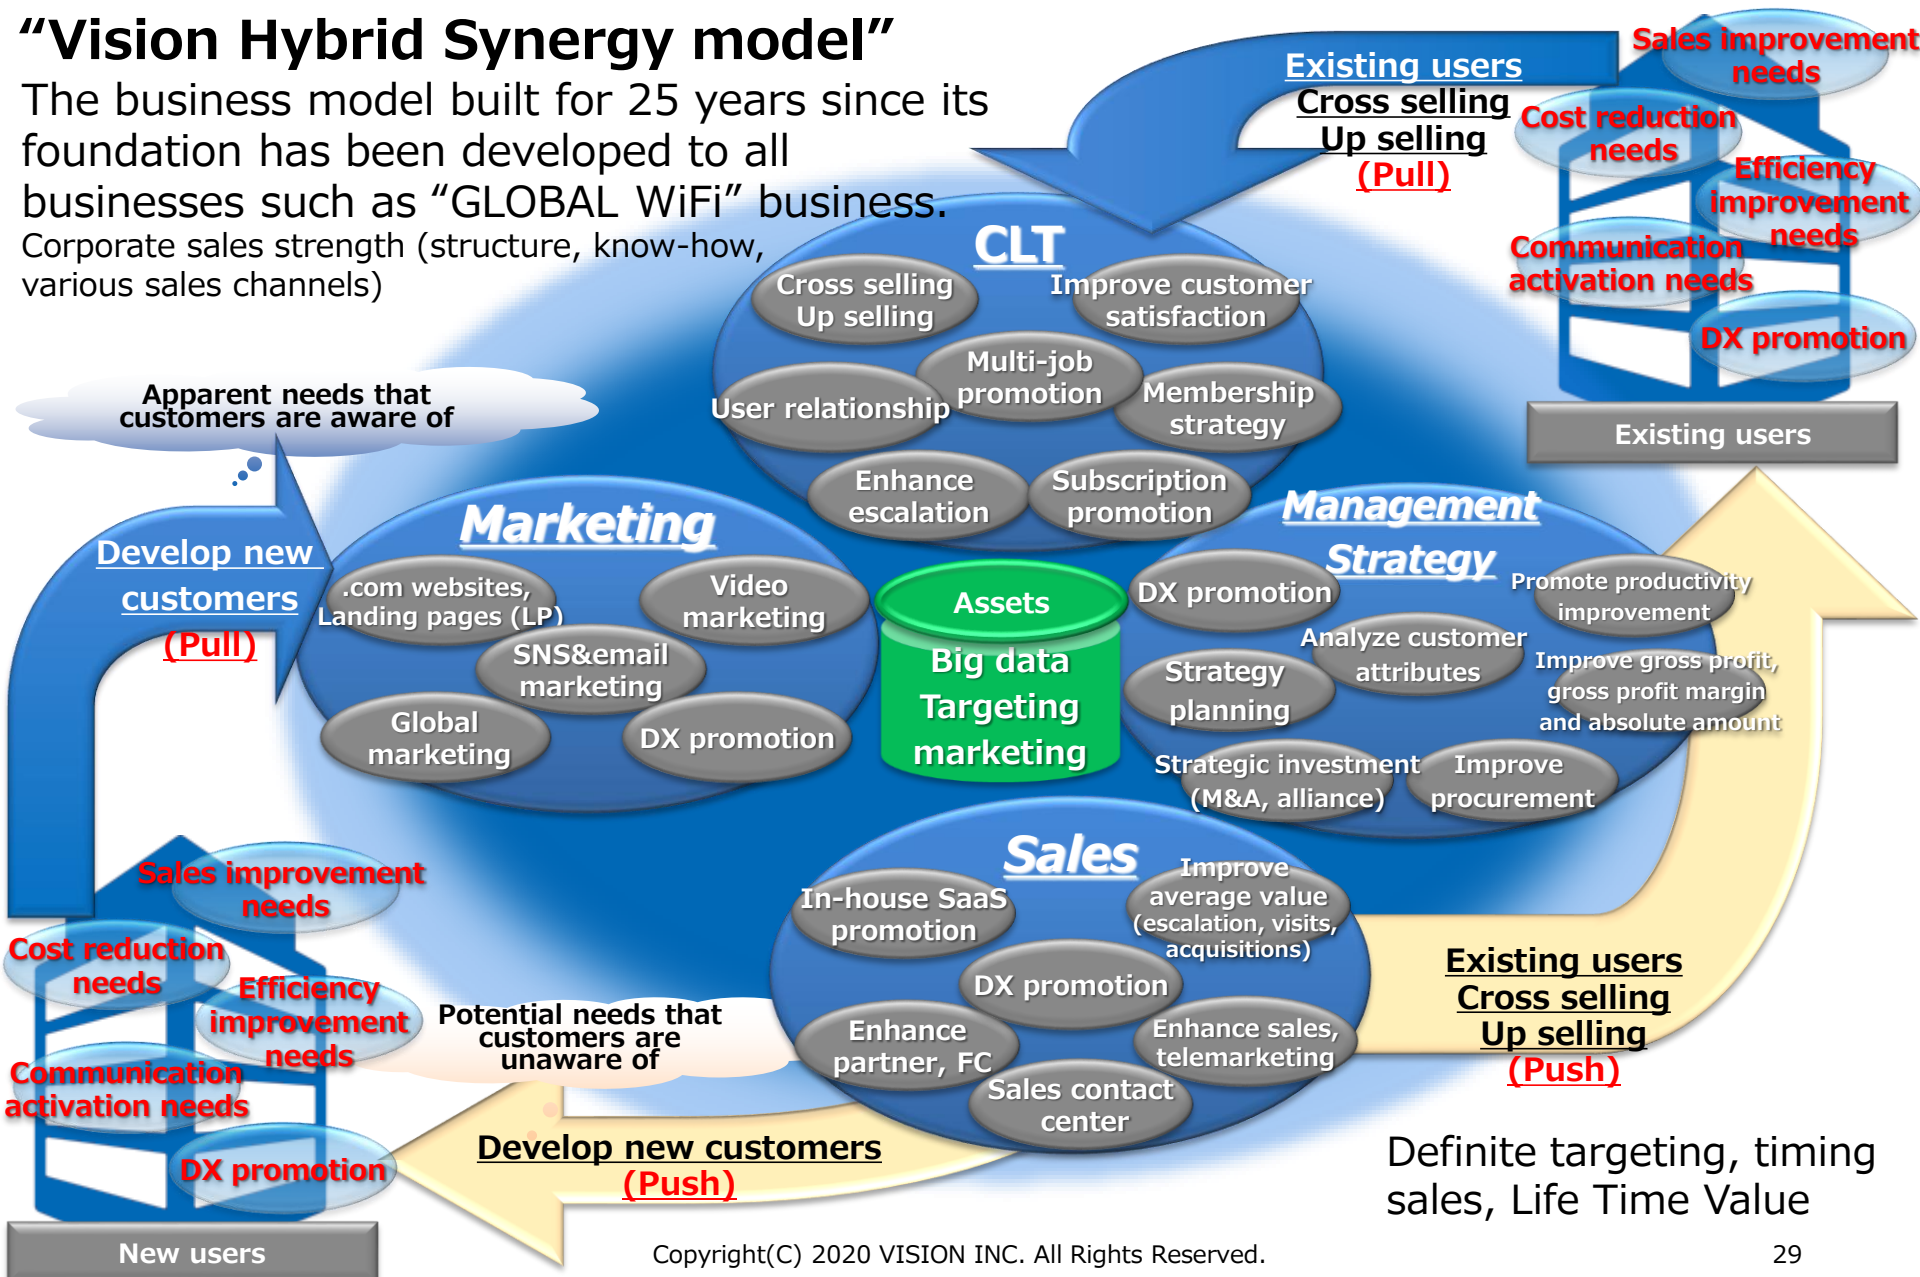 “Vision Hybrid Synergy model”
The business model built for 25 years since its
foundation has been developed to all
businesses such as “GLOBAL WiFi” business.
Corporate sales strength (structure, know-how,
various sales channels)
Existing users
Cross selling
Up selling
(Pull)
Sales improvement
needs
Cost reduction
needs
Efficiency
improvement
needs
Communication
activation needs
DX promotion
Existing users
CLT
Cross selling
Up selling
Improve customer
satisfaction
Multi-job
promotion
User relationship
Membership
strategy
Enhance
escalation
Subscription
promotion
Apparent needs that
customers are aware of
Develop new
customers
(Pull)
Marketing
.com websites,
Landing pages (LP)
Video
marketing
SNS&email
marketing
Global
marketing
DX promotion
Assets
Big data
Targeting
marketing
Management
Strategy
DX promotion
Promote productivity
improvement
Analyze customer
attributes
Strategy
planning
Improve gross profit,
gross profit margin
and absolute amount
Strategic investment
(M&A, alliance)
Improve
procurement
Sales
In-house SaaS
promotion
Improve
average value
(escalation, visits,
acquisitions)
DX promotion
Enhance
partner, FC
Enhance sales,
telemarketing
Sales contact
center
Existing users
Cross selling
Up selling
(Push)
Sales improvement
needs
Cost reduction
needs
Efficiency
improvement
needs
Communication
activation needs
DX promotion
New users
Potential needs that
customers are
unaware of
Develop new customers
(Push)
Definite targeting, timing
sales, Life Time Value
Copyright(C) 2020 VISION INC. All Rights Reserved.
29